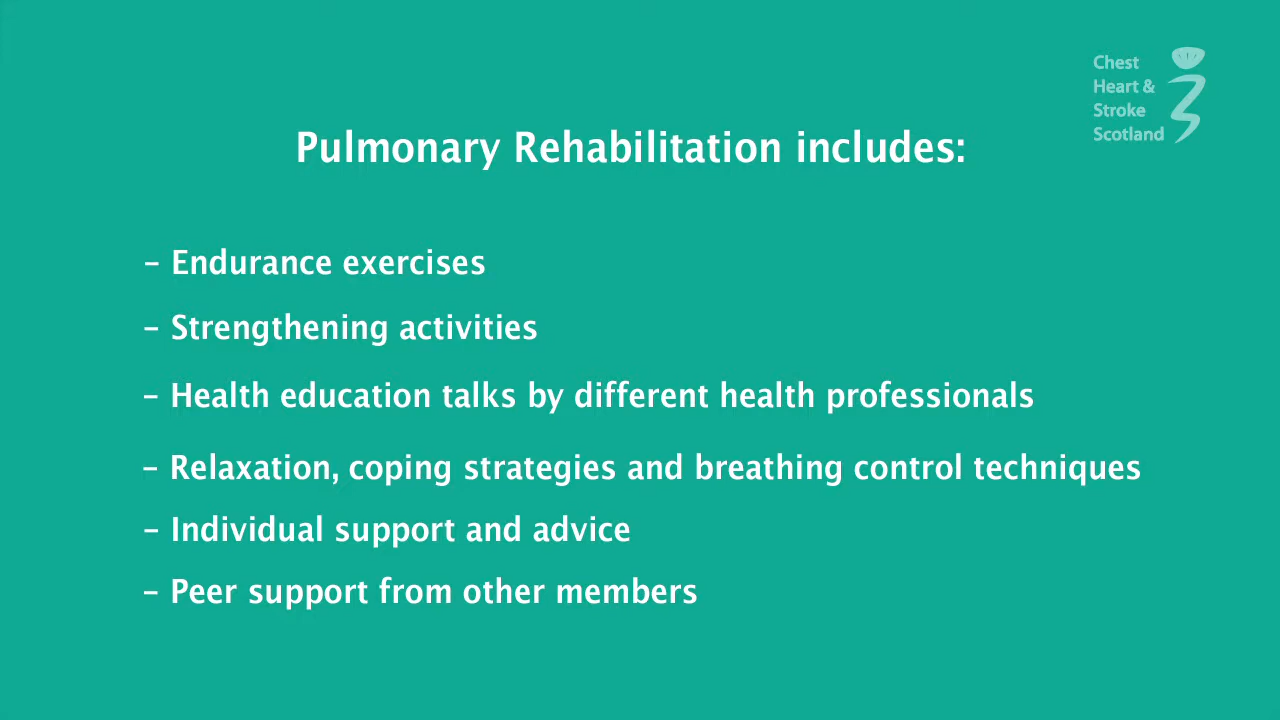 Chest
Heart &
Stroke
Scotland
Pulmonary Rehabilitation includes:
– Endurance exercises
– Strengthening activities
– Health education talks by different health professionals
– Relaxation, coping strategies and breathing control techniques
– Individual support and advice
– Peer support from other members